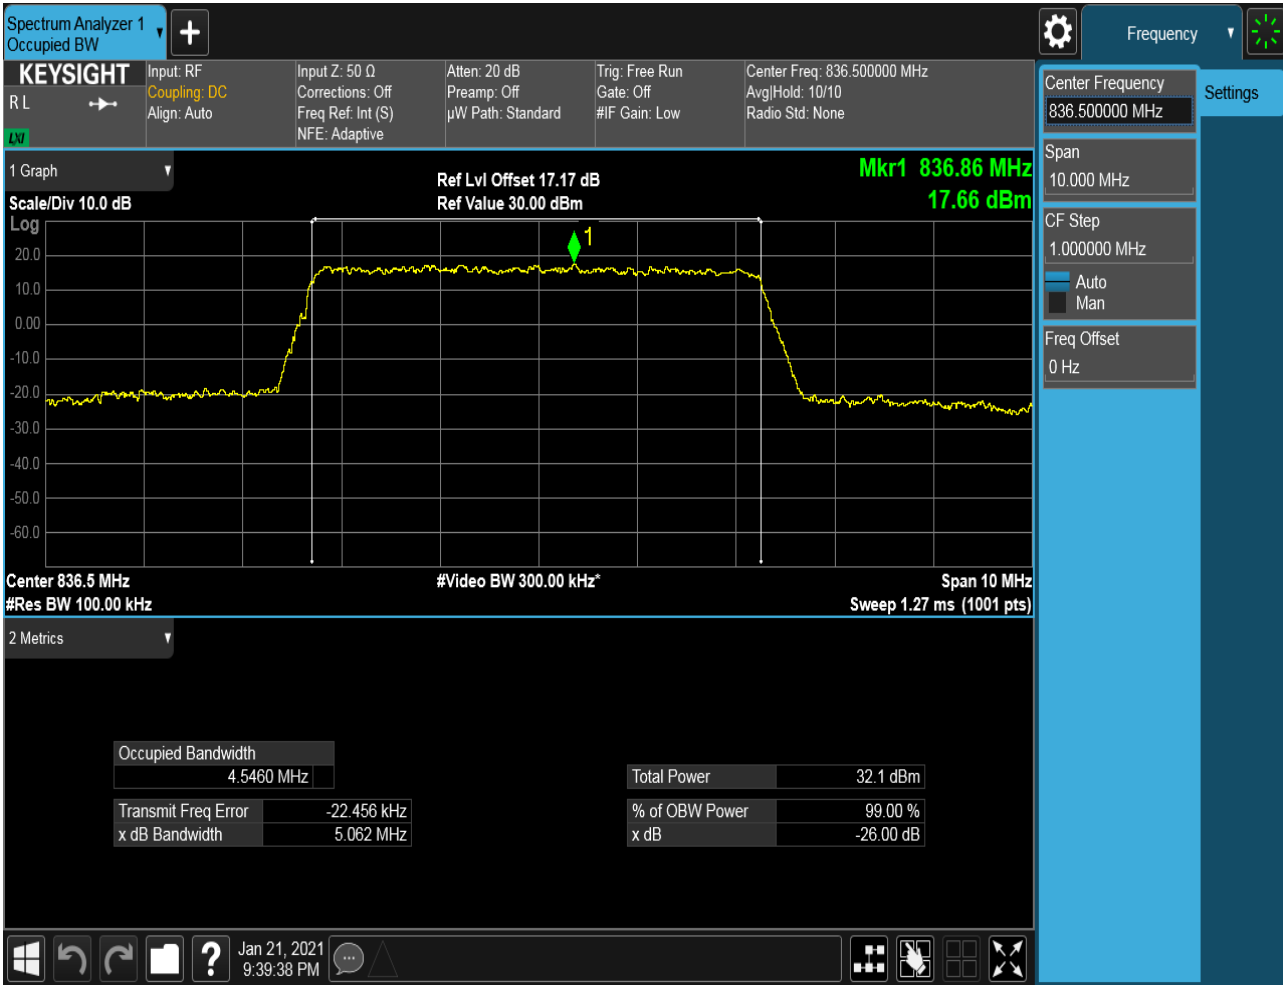 Spectrum Analyzer 1
Occupied BW
Frequency
KEYSIGHT
R L
LXI
Input: RF
Coupling: DC
Align: Auto
Input Z: 50 Ω
Corrections: Off
Freq Ref: Int (S)
NFE: Adaptive
Atten: 20 dB
Preamp: Off
µW Path: Standard
Trig: Free Run
Gate: Off
#IF Gain: Low
Center Freq: 836.500000 MHz
Avg|Hold: 10/10
Radio Std: None
Center Frequency
836.500000 MHz
Settings
Span
10.000 MHz
CF Step
1.000000 MHz
Auto
Man
Freq Offset
0 Hz
1 Graph
Scale/Div 10.0 dB
Ref Lvl Offset 17.17 dB
Ref Value 30.00 dBm
Mkr1 836.86 MHz
17.66 dBm
Log
1
20.0
10.0
0.00
-10.0
-20.0
-30.0
-40.0
-50.0
-60.0
Center 836.5 MHz
#Video BW 300.00 kHz*
Span 10 MHz
#Res BW 100.00 kHz
Sweep 1.27 ms (1001 pts)
2 Metrics
Occupied Bandwidth
4.5460 MHz
Total Power 32.1 dBm
Transmit Freq Error -22.456 kHz
% of OBW Power 99.00 %
x dB Bandwidth 5.062 MHz
x dB -26.00 dB
?
Jan 21, 2021
9:39:38 PM